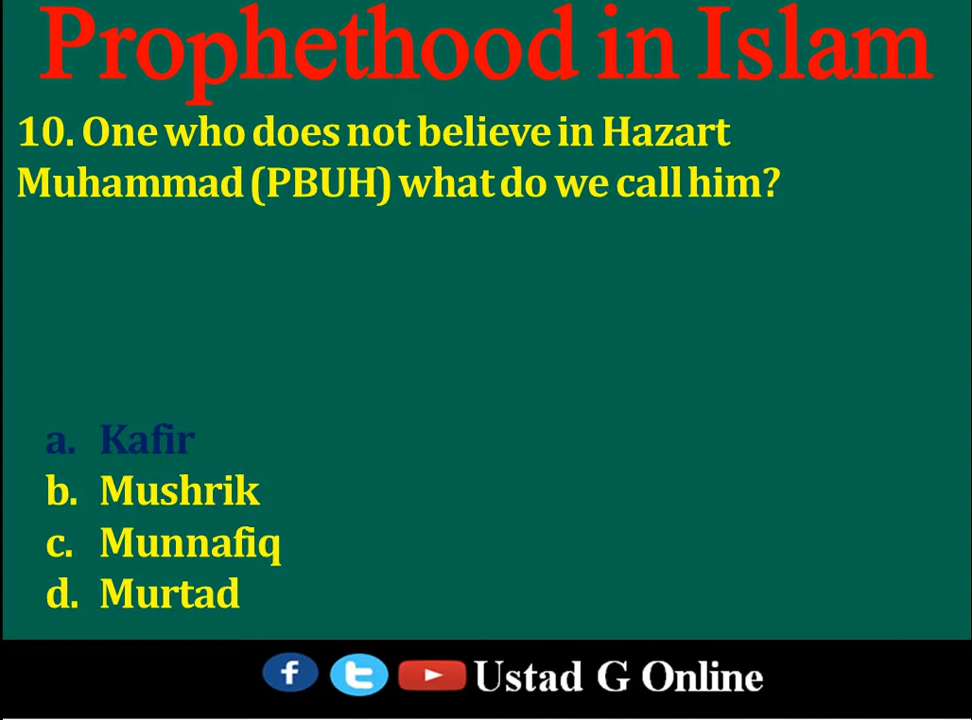 Prophethood in Islam
10. One who does not believe in Hazart
Muhammad (PBUH) what do we call him?
a. Kafir
b. Mushrik
c. Munnafiq
d. Murtad
Ustad G Online